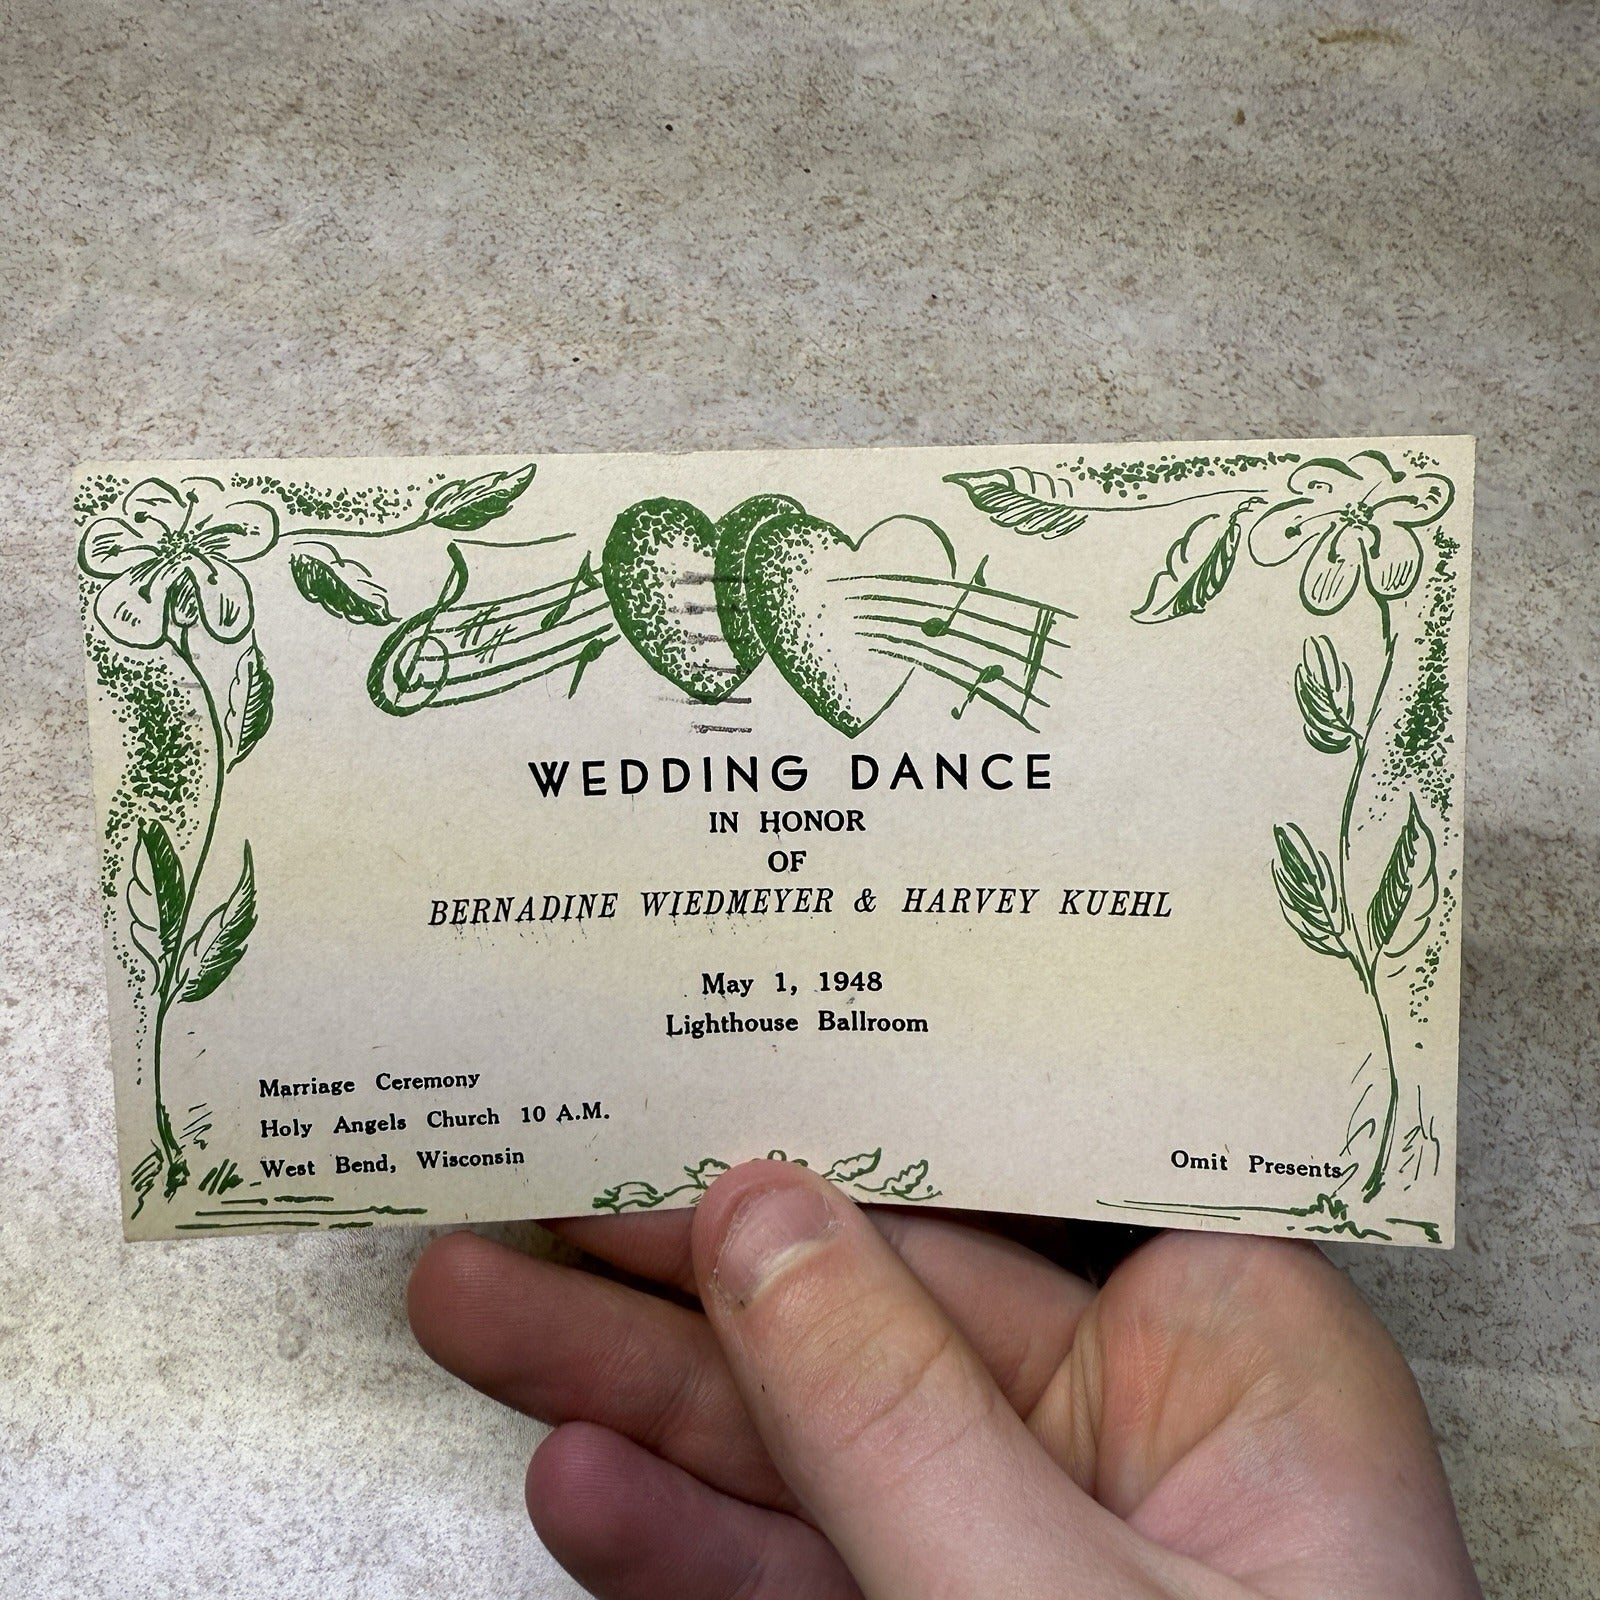 WEDDING DANCE
IN HONOR
OF
BERNADINE WIEDMEYER & HARVEY KUEHL
May 1, 1948
Lighthouse Ballroom
Marriage Ceremony
Holy Angels Church 10 A.M.
West Bend, Wisconsin
Omit Presents